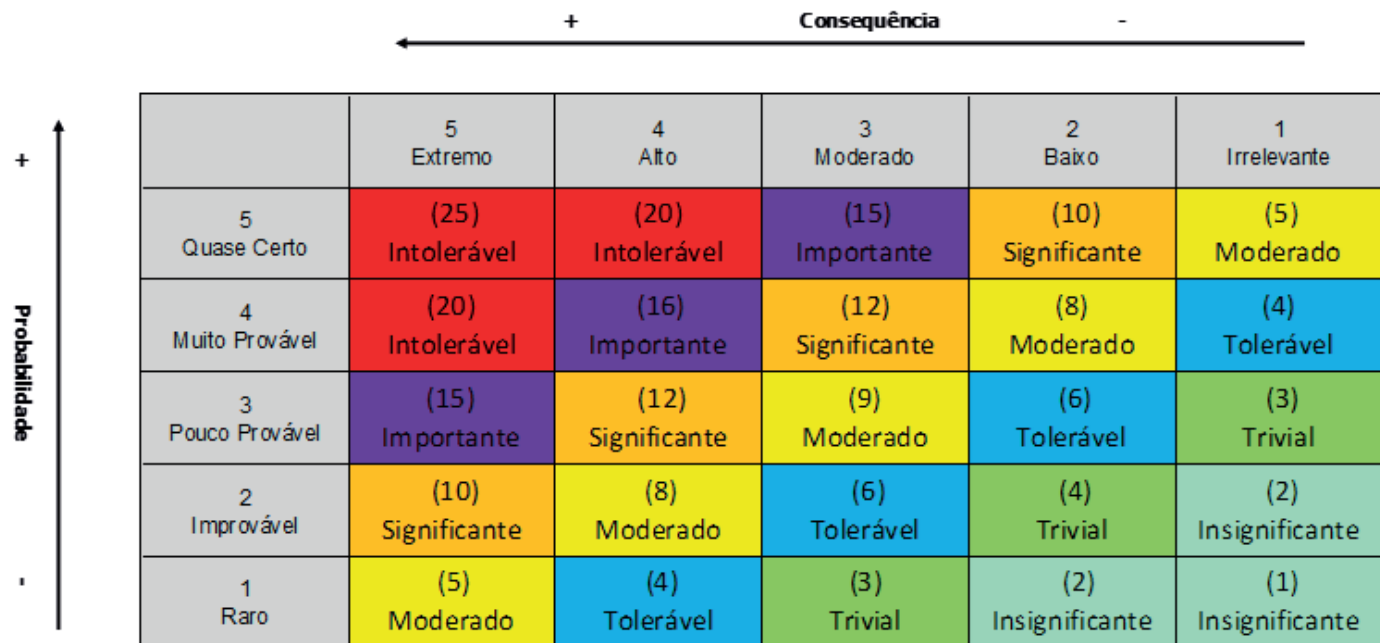 + Consequência -
5 4 3 2 1
Extremo Alto Moderado Baixo Irrelevante
+
5 (25) (20) (15) (10) (5)
Quase Certo Intolerável Intolerável Importante Significante Moderado
4 (20) (16) (12) (8) (4)
Muito Provável Intolerável Importante Significante Moderado Tolerável
Probabilidade
3 (15) (12) (9) (6) (3)
Pouco Provável Importante Significante Moderado Tolerável Trivial
2 (10) (8) (6) (4) (2)
Improvável Significante Moderado Tolerável Trivial Insignificante
-
1 (5) (4) (3) (2) (1)
Raro Moderado Tolerável Trivial Insignificante Insignificante